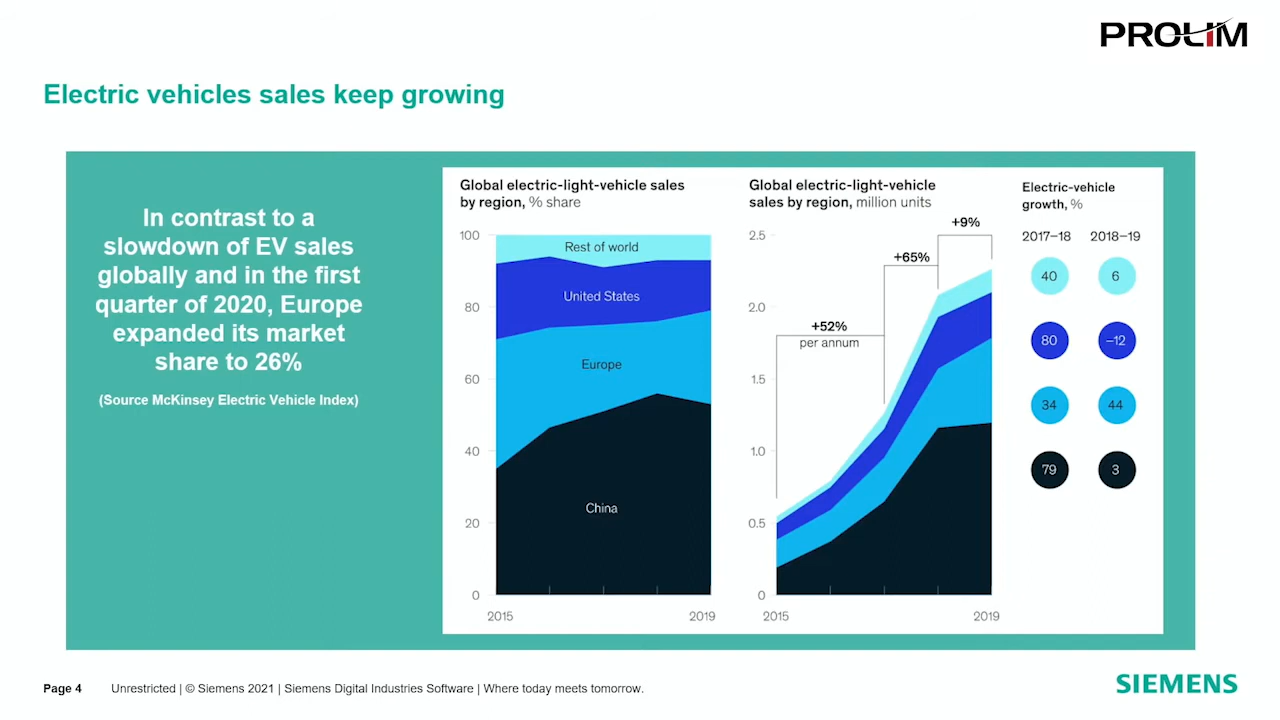 PROLIM
Electric vehicles sales keep growing
In contrast to a
slowdown of EV sales
globally and in the first
quarter of 2020, Europe
expanded its market
share to 26%
(Source McKinsey Electric Vehicle Index)
Global electric-light-vehicle sales
by region, % share
100
80
60
40
20
0
Rest of world
United States
Europe
China
2015
2019
Global electric-light-vehicle
sales by region, million units
2.5
2.0
1.5
1.0
0.5
0
+52%
per annum
+65%
+9%
2015
2019
Electric-vehicle
growth, %
2017–18 2018–19
40 6
80 –12
34 44
79 3
Page 4 Unrestricted | © Siemens 2021 | Siemens Digital Industries Software | Where today meets tomorrow.
SIEMENS